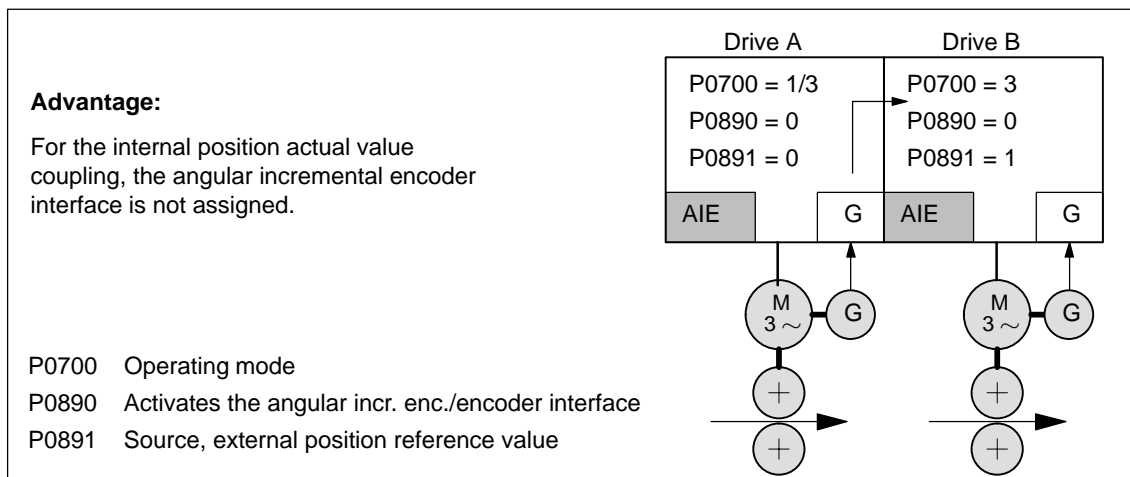 Drive A
Drive B
Advantage:
For the internal position actual value
coupling, the angular incremental encoder
interface is not assigned.
P0700 = 1/3
P0890 = 0
P0891 = 0
P0700 = 3
P0890 = 0
P0891 = 1
AIE
G
AIE
G
M
3 ~
G
M
3 ~
G
P0700 Operating mode
P0890 Activates the angular incr. enc./encoder interface
P0891 Source, external position reference value
+
+
+
+